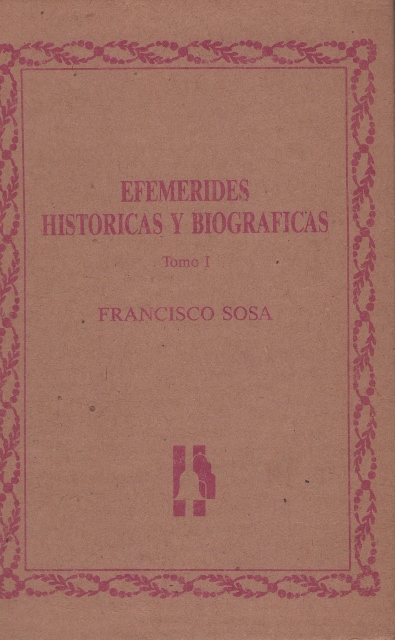 EFEMERIDES
HISTORICAS Y BIOGRAFICAS
Tomo I
FRANCISCO SOSA